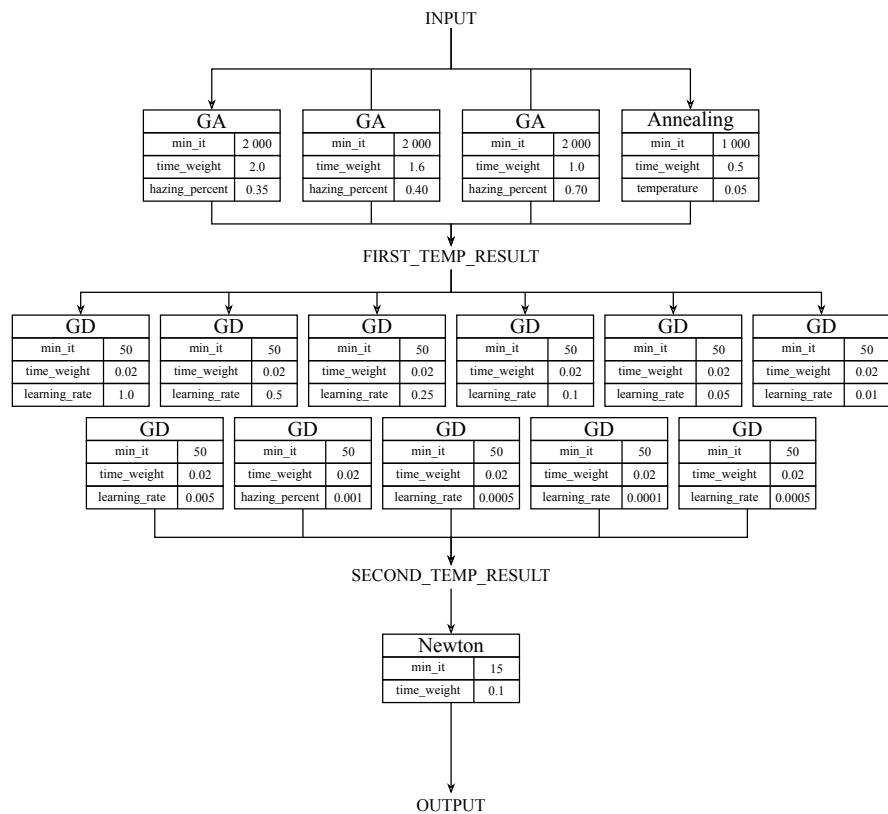 INPUT
GA GA GA Annealing
min_it 2 000 min_it 2 000 min_it 2 000 min_it 1 000
time_weight 2.0 time_weight 1.6 time_weight 1.0 time_weight 0.5
hazing_percent 0.35 hazing_percent 0.40 hazing_percent 0.70 temperature 0.05
FIRST_TEMP_RESULT
GD GD GD GD GD GD
min_it 50 min_it 50 min_it 50 min_it 50 min_it 50 min_it 50
time_weight 0.02 time_weight 0.02 time_weight 0.02 time_weight 0.02 time_weight 0.02 time_weight 0.02
learning_rate 1.0 learning_rate 0.5 learning_rate 0.25 learning_rate 0.1 learning_rate 0.05 learning_rate 0.01
GD GD GD GD GD
min_it 50 min_it 50 min_it 50 min_it 50 min_it 50
time_weight 0.02 time_weight 0.02 time_weight 0.02 time_weight 0.02 time_weight 0.02
learning_rate 0.005 hazing_percent 0.001 learning_rate 0.0005 learning_rate 0.0001 learning_rate 0.0005
SECOND_TEMP_RESULT
Newton
min_it 15
time_weight 0.1
OUTPUT